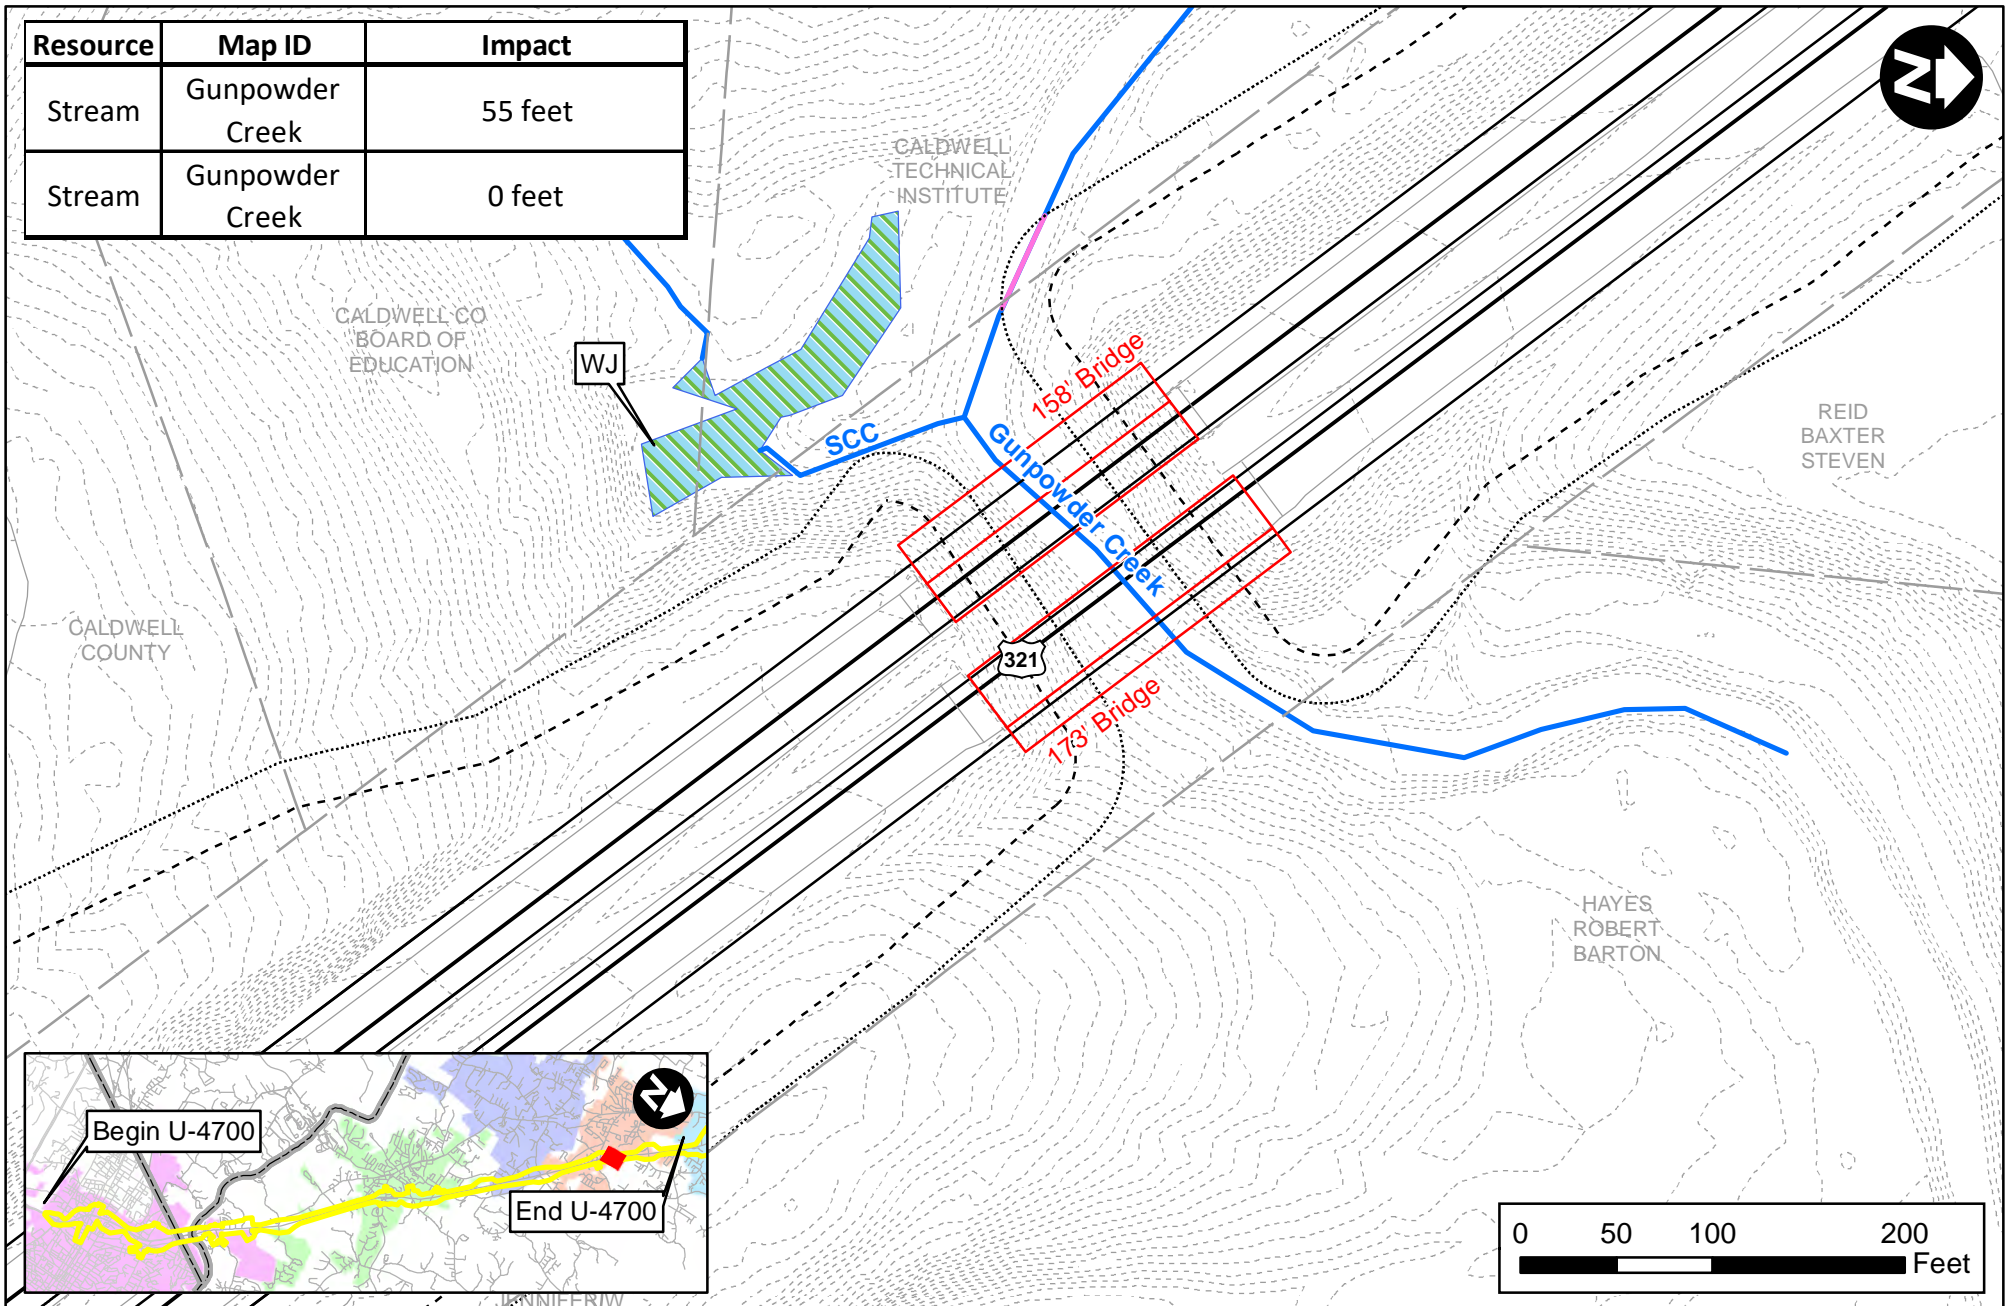 Resource Map ID Impact
Stream Gunpowder Creek 55 feet
Stream Gunpowder Creek 0 feet
N
CALDWELL
TECHNICAL
INSTITUTE
CALDWELL CO
BOARD OF
EDUCATION
WJ
158' Bridge
SCC
Gunpowder Creek
REID
BAXTER
STEVEN
CALDWELL
COUNTY
321
173' Bridge
HAYES
ROBERT
BARTON
N
Begin U-4700
End U-4700
0 50 100 200
Feet